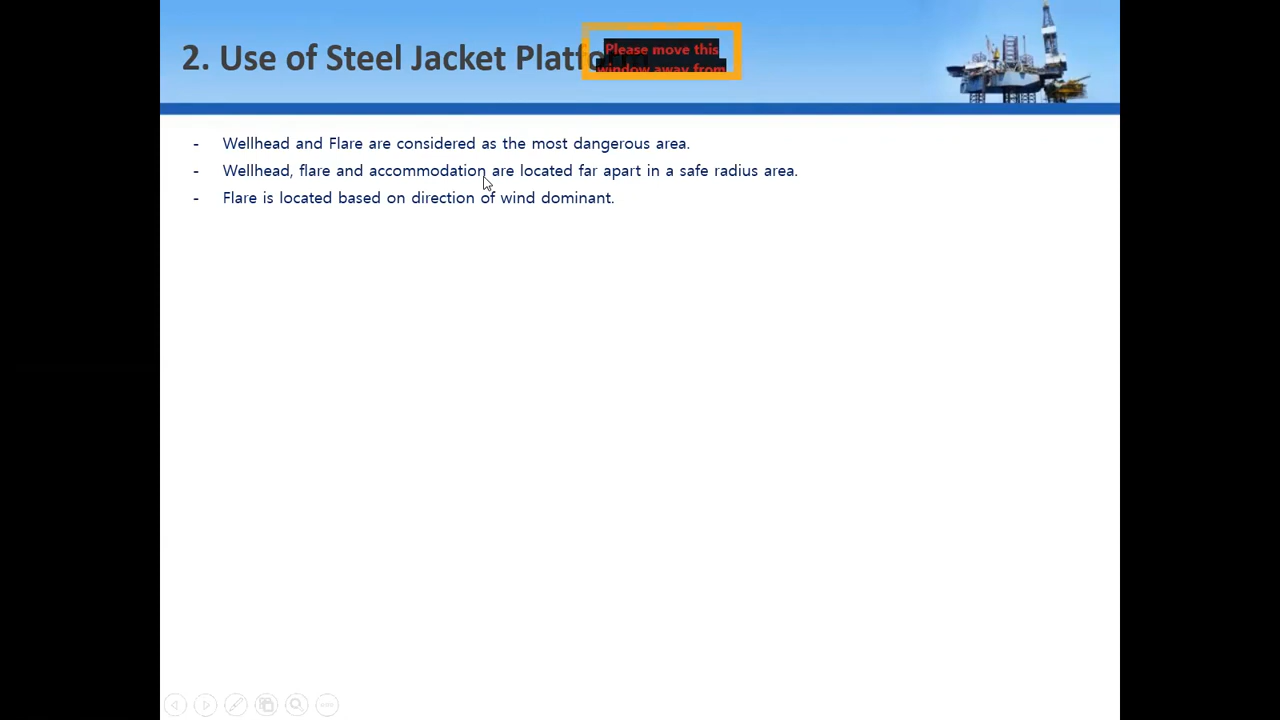 2. Use of Steel Jacket
Please move this
window away from
- Wellhead and Flare are considered as the most dangerous area.
- Wellhead, flare and accommodation are located far apart in a safe radius area.
- Flare is located based on direction of wind dominant.